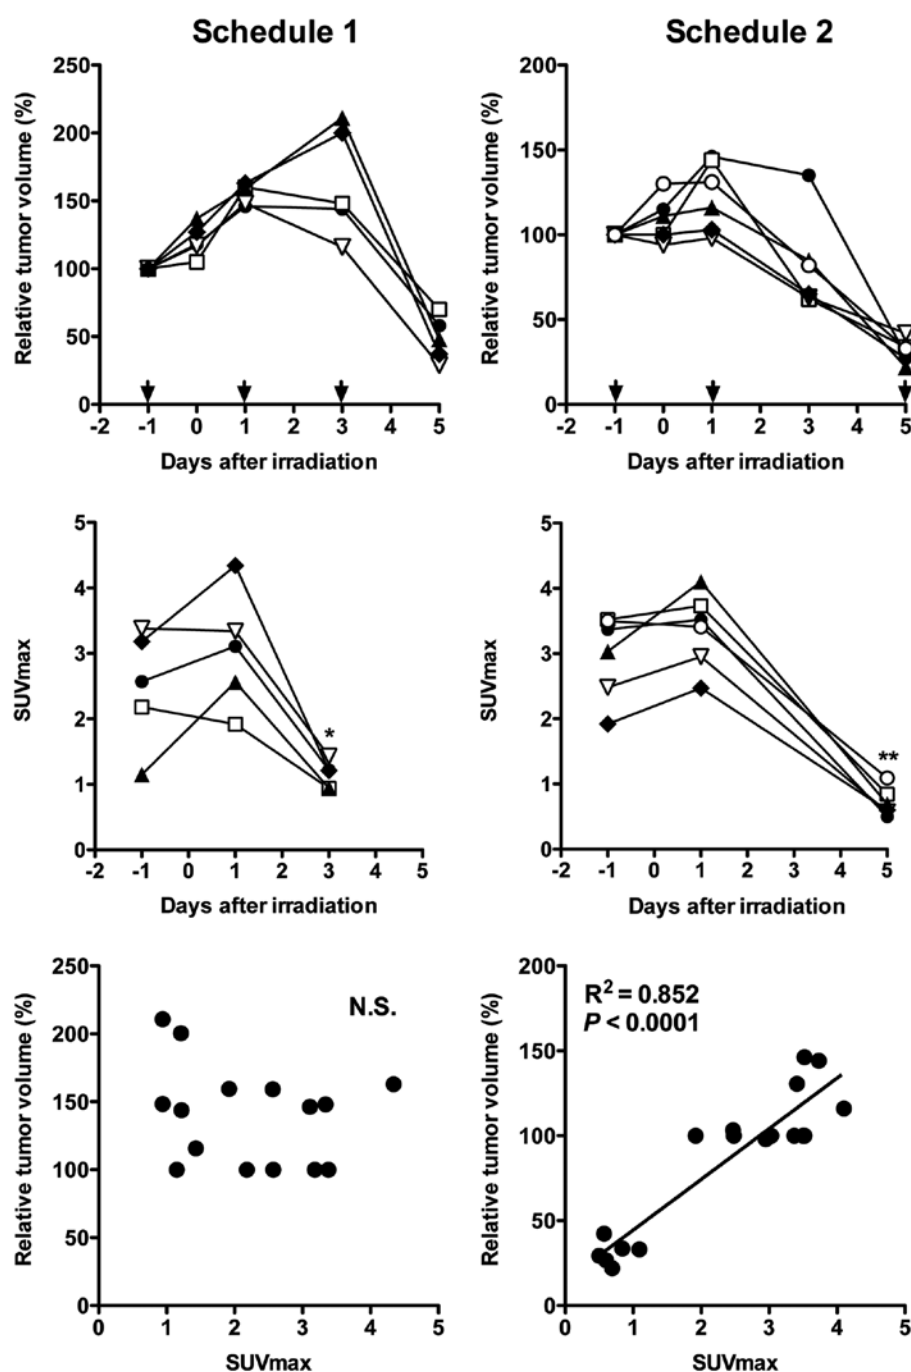 Schedule 1
Schedule 2
Relative tumor volume (%)
250
200
150
100
50
0
-2 -1 0 1 2 3 4 5
Days after irradiation
Relative tumor volume (%)
200
150
100
50
0
-2 -1 0 1 2 3 4 5
Days after irradiation
SUVmax
5
4
3
2
1
0
*
-2 -1 0 1 2 3 4 5
Days after irradiation
SUVmax
5
4
3
2
1
0
**
-2 -1 0 1 2 3 4 5
Days after irradiation
Relative tumor volume (%)
250
200
150
100
50
0
N.S.
0 1 2 3 4 5
SUVmax
Relative tumor volume (%)
200
150
100
50
0
R² = 0.852
P < 0.0001
0 1 2 3 4 5
SUVmax